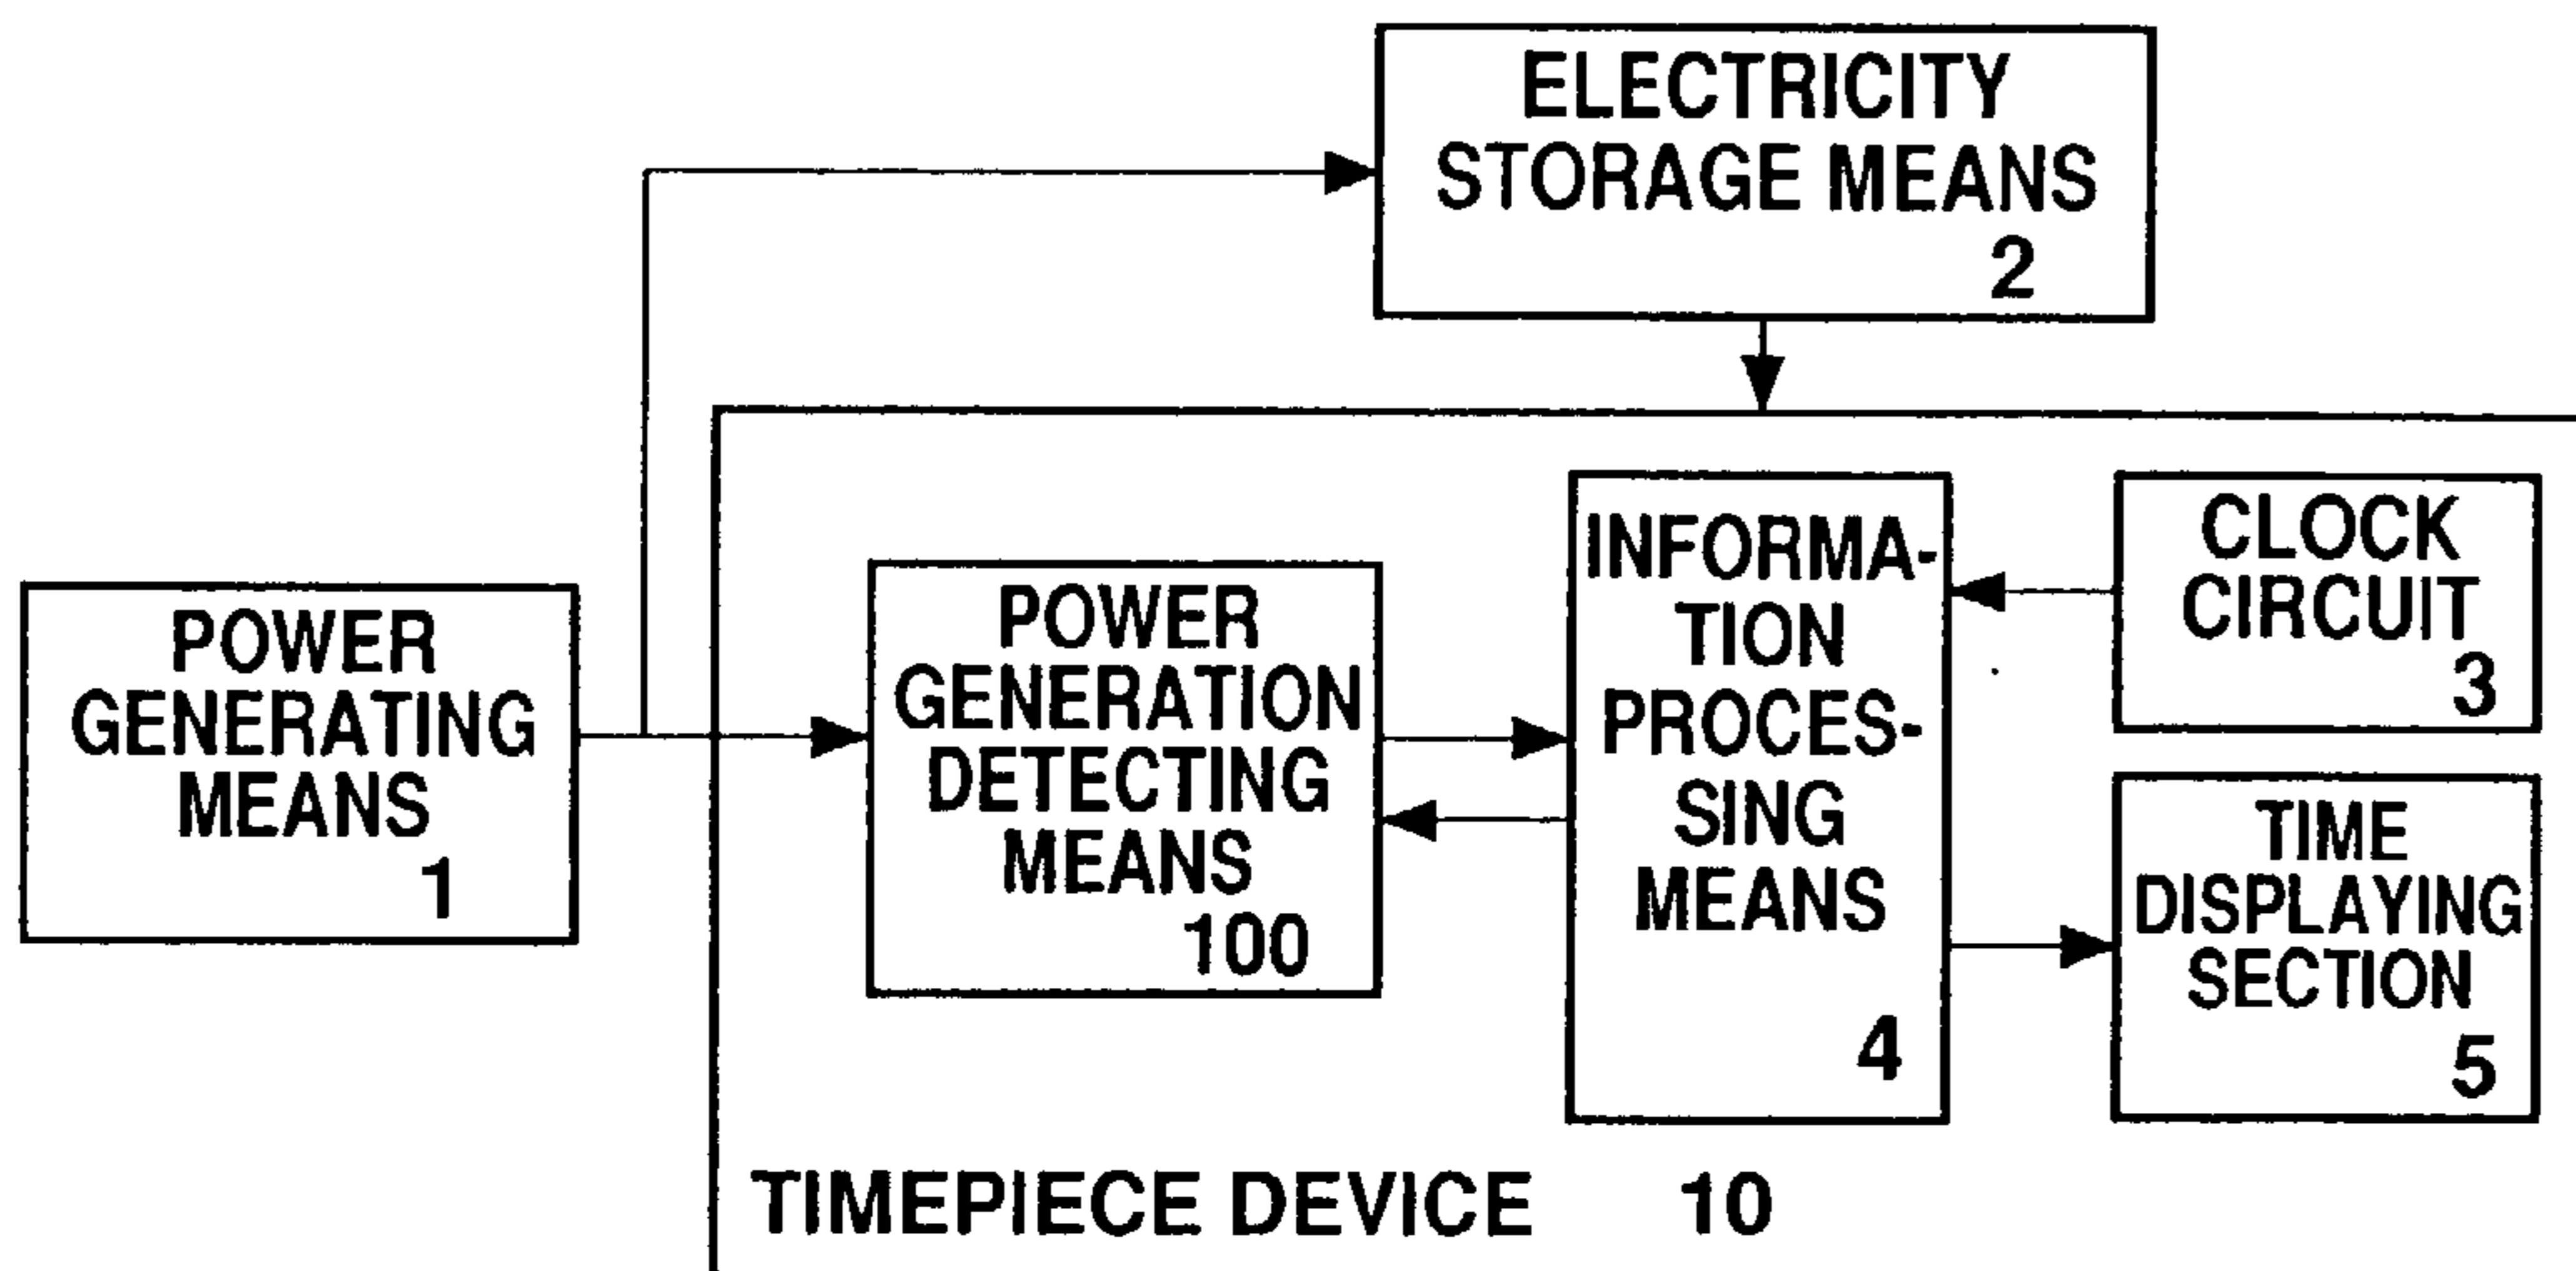 ELECTRICITY
STORAGE MEANS
2
POWER
GENERATING
MEANS
1
POWER
GENERATION
DETECTING
MEANS
100
INFORMA-
TION
PROCES-
SING
MEANS
4
CLOCK
CIRCUIT
3
TIME
DISPLAYING
SECTION
5
TIMEPIECE DEVICE 10